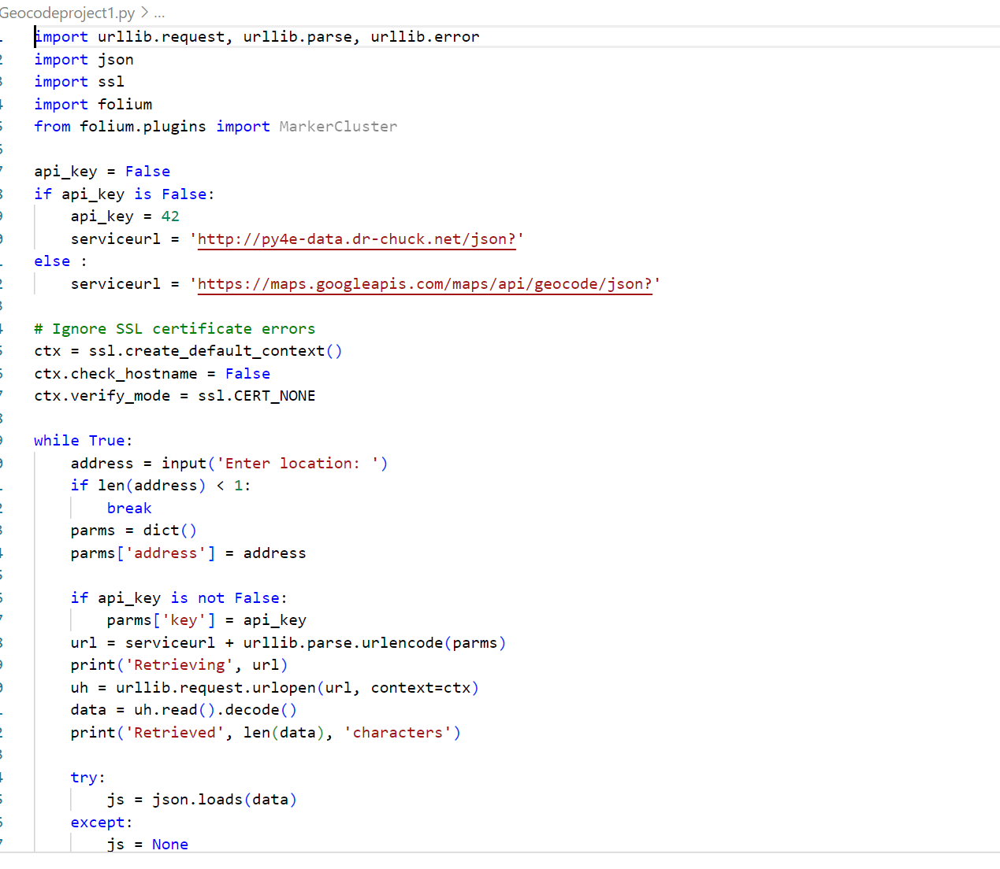 Geocodeproject1.py > ...
import urllib.request, urllib.parse, urllib.error
import json
import ssl
import folium
from folium.plugins import MarkerCluster
api_key = False
if api_key is False:
    api_key = 42
    serviceurl = 'http://py4e-data.dr-chuck.net/json?'
else :
    serviceurl = 'https://maps.googleapis.com/maps/api/geocode/json?'
# Ignore SSL certificate errors
ctx = ssl.create_default_context()
ctx.check_hostname = False
ctx.verify_mode = ssl.CERT_NONE
while True:
    address = input('Enter location: ')
    if len(address) < 1:
        break
    parms = dict()
    parms['address'] = address
    if api_key is not False:
        parms['key'] = api_key
    url = serviceurl + urllib.parse.urlencode(parms)
    print('Retrieving', url)
    uh = urllib.request.urlopen(url, context=ctx)
    data = uh.read().decode()
    print('Retrieved', len(data), 'characters')
    try:
        js = json.loads(data)
    except:
        js = None